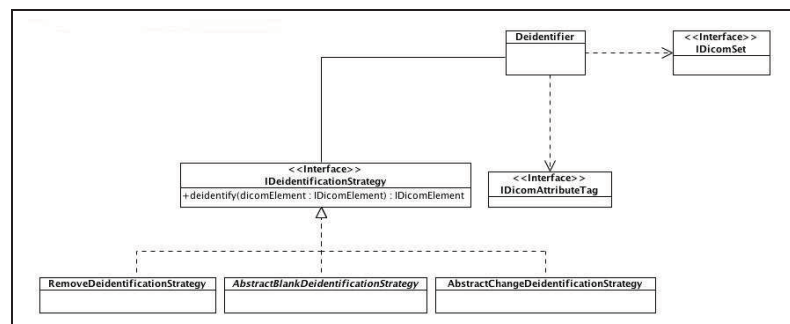 Deidentifier
<<Interface>>
IDicomSet
<<Interface>>
IDeidentificationStrategy
+deidentify(dicomElement : IDicomElement) : IDicomElement
<<Interface>>
IDicomAttributeTag
RemoveDeidentificationStrategy
AbstractBlankDeidentificationStrategy
AbstractChangeDeidentificationStrategy